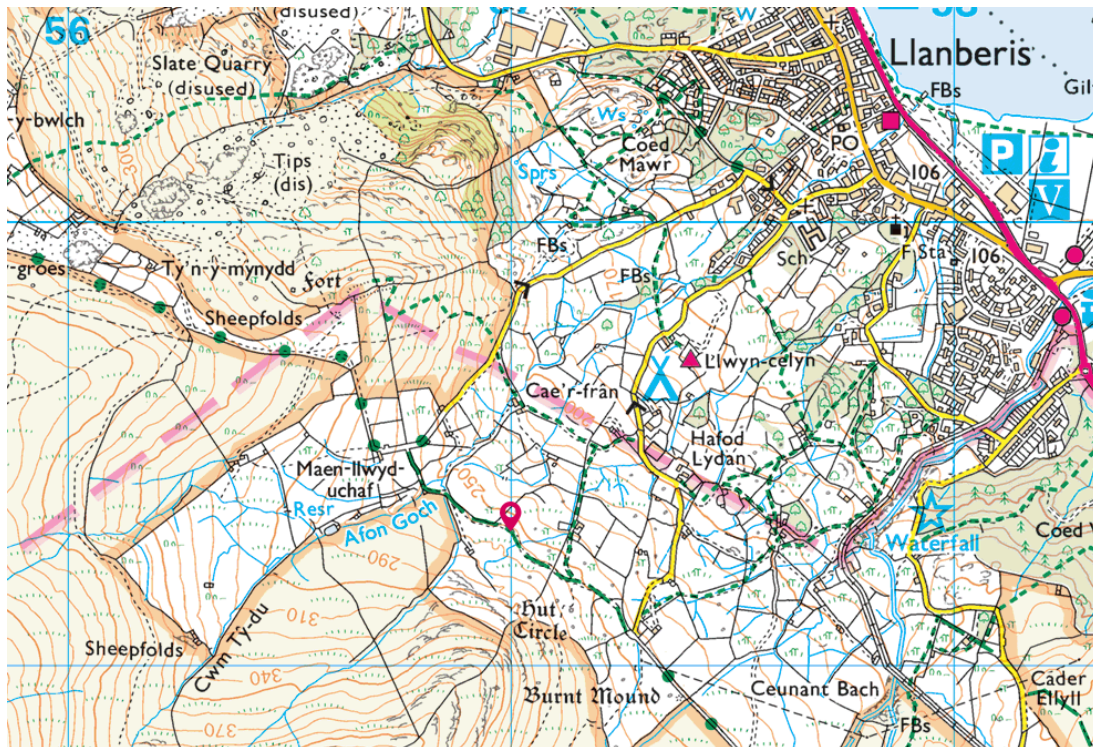 (disused)
56
W
Llanberis
Slate Quarry
(disused)
FBs
-y-bwlch
300
Ws
Coed
Mawr
PO
P
i
Tips
(dis)
Sprs
106
V
FBs
-groes
Ty'n-y-mynydd
Fort
FBs
Sch
F Sta
106
Sheepfolds
Llwyn-celyn
Cae'r-frân
200
Hafod
Lydan
Maen-llwyd-
uchaf
250
Resr
Afon Goch
Waterfall
Coed
290
310
Hut
Circle
Cwm Ty-du
Sheepfolds
340
Burnt Mound
Ceunant Bach
Cader
Ellyll
370
FBs